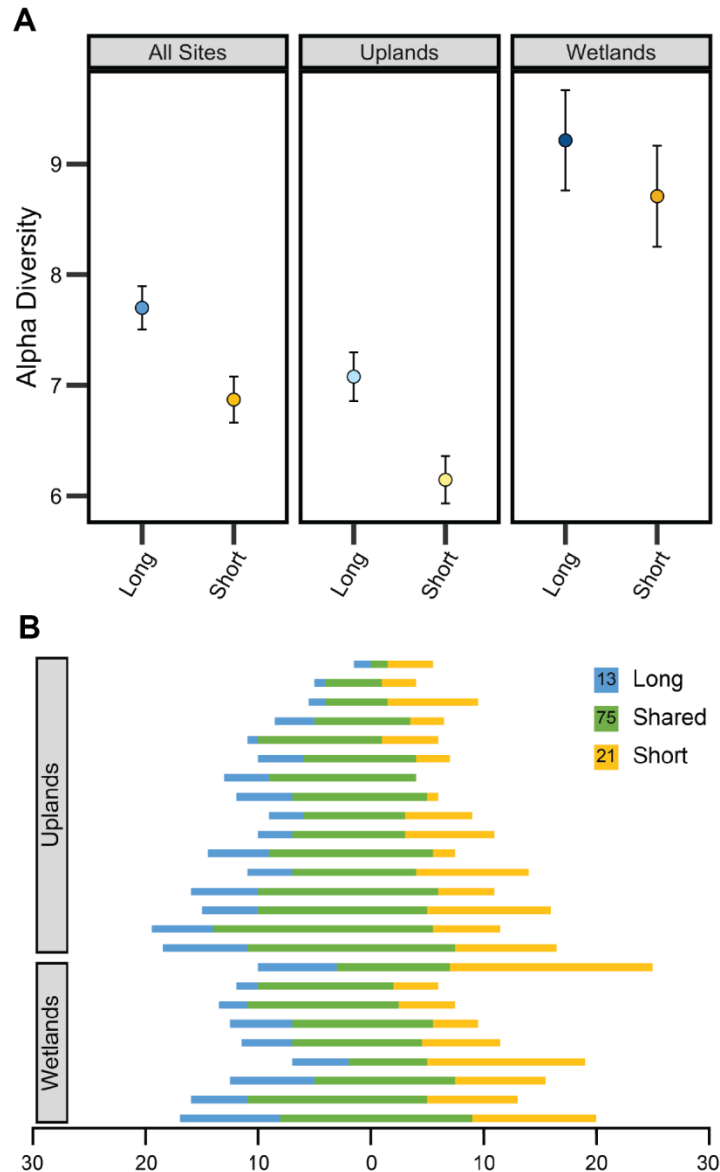 A
All Sites Uplands Wetlands
Alpha Diversity
9
8
7
6
Long Short Long Short Long Short
B
Uplands
Wetlands
13 Long
75 Shared
21 Short
30 20 10 0 10 20 30